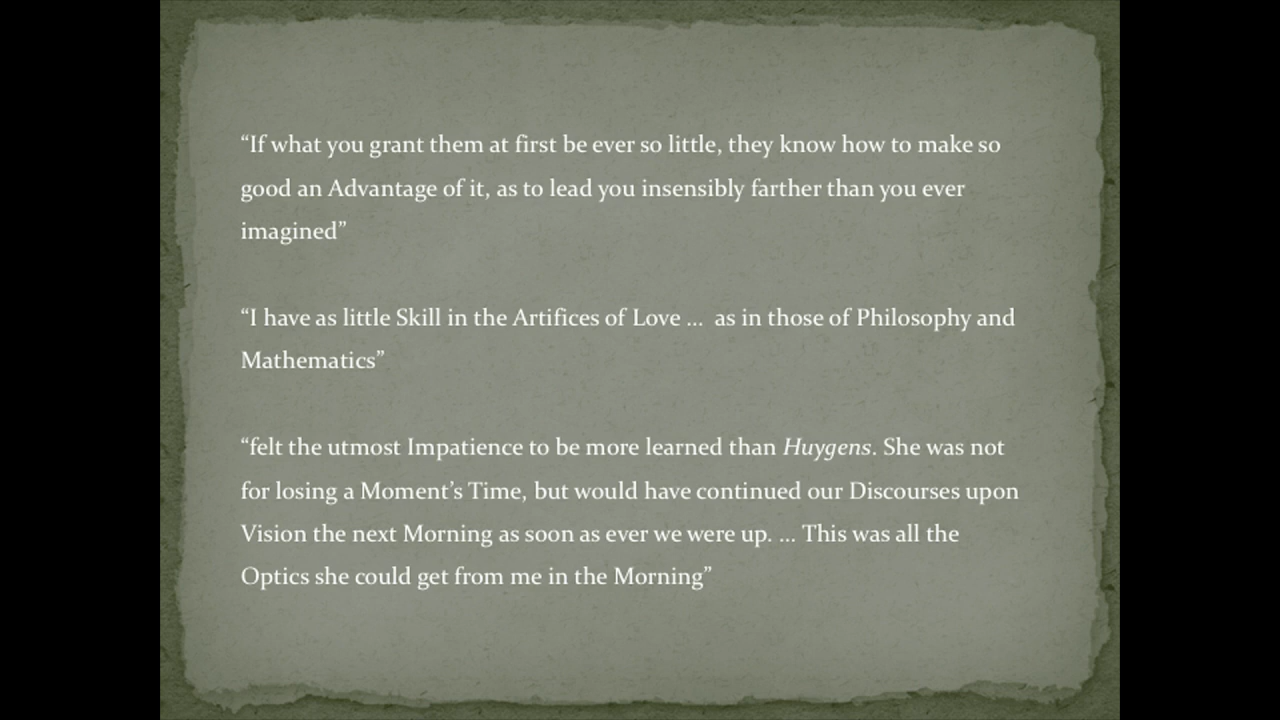 “If what you grant them at first be ever so little, they know how to make so
good an Advantage of it, as to lead you insensibly farther than you ever
imagined”
“I have as little Skill in the Artifices of Love ...  as in those of Philosophy and
Mathematics”
“felt the utmost Impatience to be more learned than Huygens. She was not
for losing a Moment’s Time, but would have continued our Discourses upon
Vision the next Morning as soon as ever we were up. ... This was all the
Optics she could get from me in the Morning”